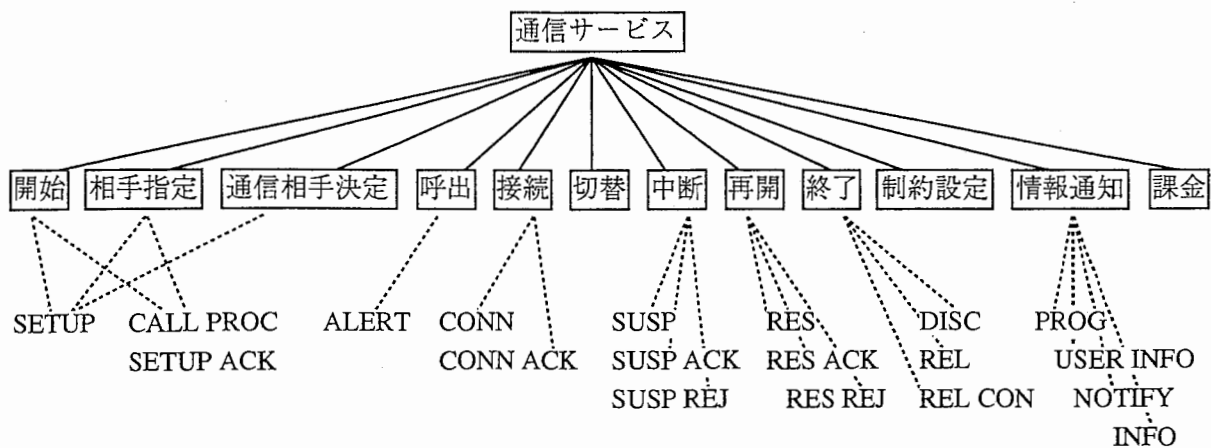 通信サービス
開始 相手指定 通信相手決定 呼出 接続 切替 中断 再開 終了 制約設定 情報通知 課金
SETUP CALL PROC ALERT CONN SUSP RES DISC PROG
SETUP ACK CONN ACK SUSP ACK RES ACK REL USER INFO
SUSP REJ RES REJ REL CON NOTIFY
INFO